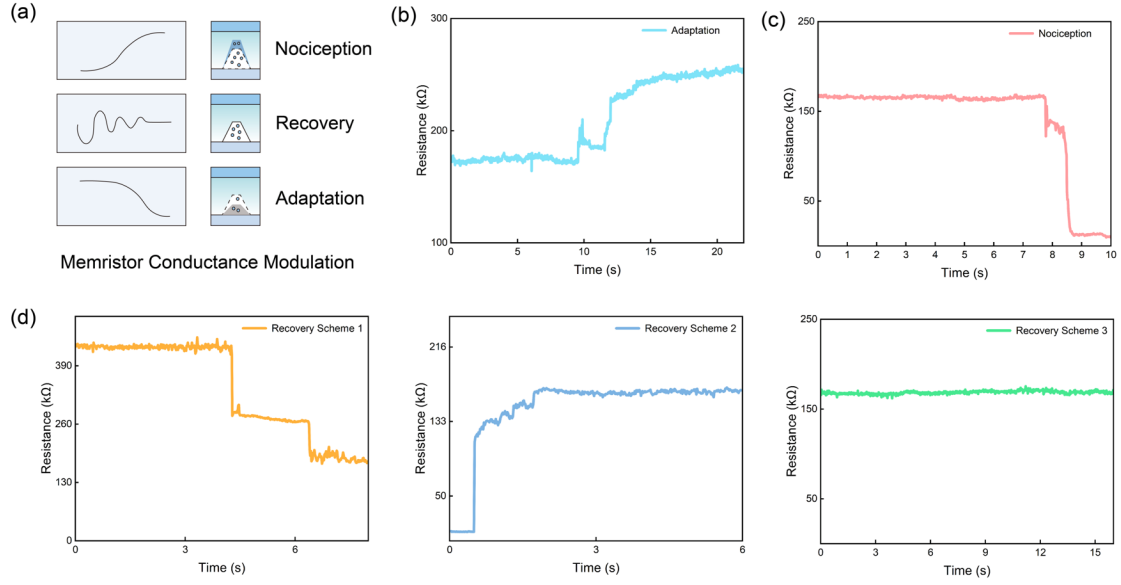 (a)
Nociception
Recovery
Adaptation
Memristor Conductance Modulation
(b)
Adaptation
Resistance (kΩ)
300
200
100
0 5 10 15 20
Time (s)
(c)
Nociception
Resistance (kΩ)
250
150
50
0 1 2 3 4 5 6 7 8 9 10
Time (s)
(d)
Recovery Scheme 1
Resistance (kΩ)
390
260
130
0
0 3 6
Time (s)
Recovery Scheme 2
Resistance (kΩ)
216
133
50
0 3 6
Time (s)
Recovery Scheme 3
Resistance (kΩ)
250
150
50
0 3 6 9 12 15
Time (s)